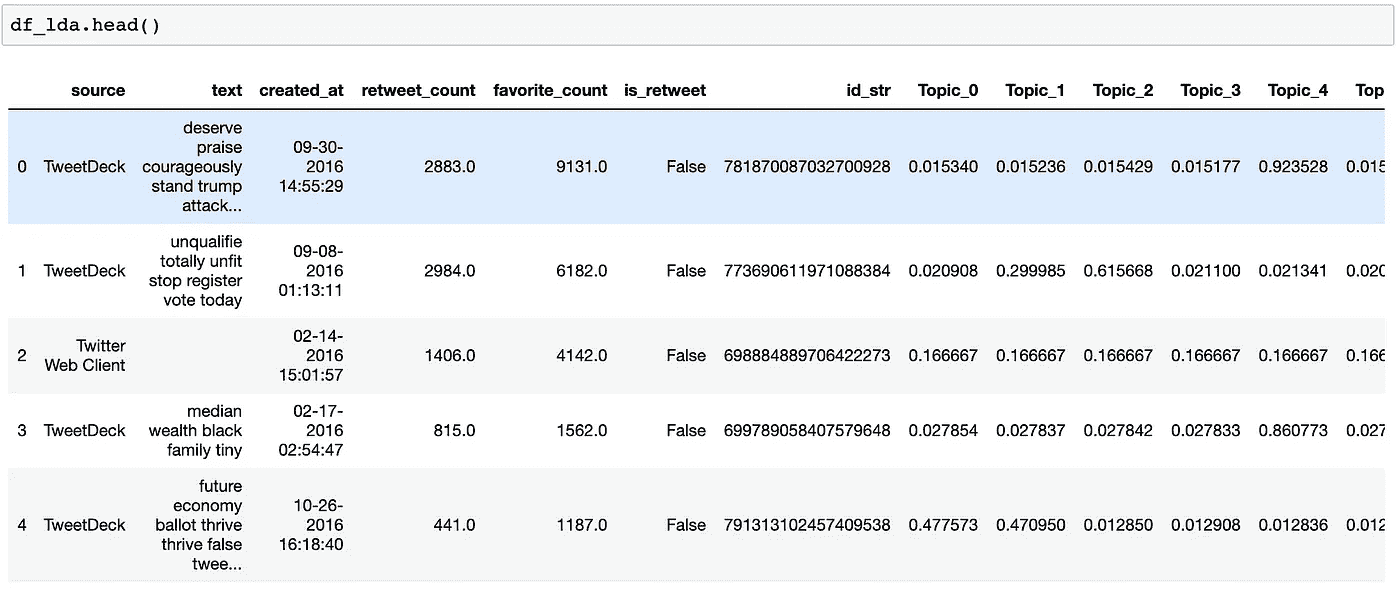 df_lda.head()
source text created_at retweet_count favorite_count is_retweet id_str Topic_0 Topic_1 Topic_2 Topic_3 Topic_4 Top
deserve
praise 09-30-
0 TweetDeck courageously 2016 2883.0 9131.0 False 781870087032700928 0.015340 0.015236 0.015429 0.015177 0.923528 0.015
stand trump 14:55:29
attack...
unqualifie
totally unfit 09-08-
1 TweetDeck 2016 2984.0 6182.0 False 773690611971088384 0.020908 0.299985 0.615668 0.021100 0.021341 0.020
stop register 01:13:11
vote today
02-14-
2 Twitter Web Client 2016 1406.0 4142.0 False 698884889706422273 0.166667 0.166667 0.166667 0.166667 0.166667 0.166
15:01:57
median 02-17-
3 TweetDeck wealth black 2016 815.0 1562.0 False 699789058407579648 0.027854 0.027837 0.027842 0.027833 0.860773 0.027
family tiny 02:54:47
future
economy 10-26-
4 TweetDeck ballot thrive 2016 441.0 1187.0 False 791313102457409538 0.477573 0.470950 0.012850 0.012908 0.012836 0.012
thrive false 16:18:40
twee...